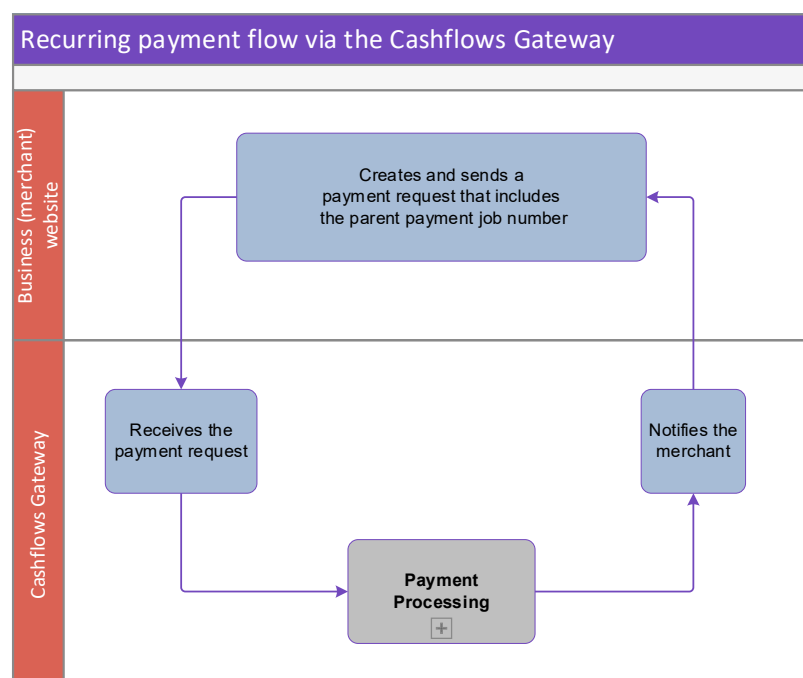 Recurring payment flow via the Cashflows Gateway
Business (merchant)
website
Creates and sends a
payment request that includes
the parent payment job number
Cashflows Gateway
Receives the
payment request
Notifies the
merchant
Payment
Processing
+